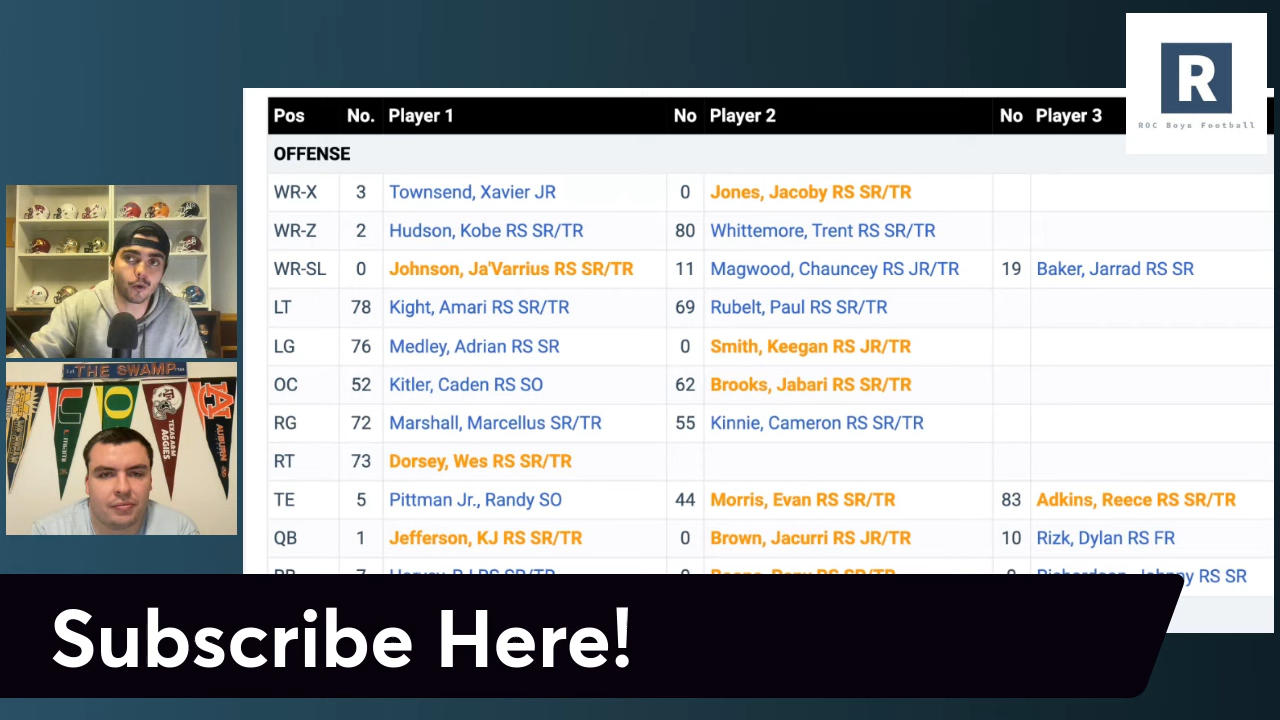 R
ROC Boys Football
Pos No. Player 1 No Player 2 No Player 3
OFFENSE
WR-X 3 Townsend, Xavier JR 0 Jones, Jacoby RS SR/TR
WR-Z 2 Hudson, Kobe RS SR/TR 80 Whittemore, Trent RS SR/TR
WR-SL 0 Johnson, Ja'Varrius RS SR/TR 11 Magwood, Chauncey RS JR/TR 19 Baker, Jarrad RS SR
LT 78 Kight, Amari RS SR/TR 69 Rubelt, Paul RS SR/TR
LG 76 Medley, Adrian RS SR 0 Smith, Keegan RS JR/TR
OC 52 Kitler, Caden RS SO 62 Brooks, Jabari RS SR/TR
RG 72 Marshall, Marcellus SR/TR 55 Kinnie, Cameron RS SR/TR
RT 73 Dorsey, Wes RS SR/TR
TE 5 Pittman Jr., Randy SO 44 Morris, Evan RS SR/TR 83 Adkins, Reece RS SR/TR
QB 1 Jefferson, KJ RS SR/TR 0 Brown, Jacurri RS JR/TR 10 Rizk, Dylan RS FR
RS SR
THE SWAMP
U
O
TEXAS A&M
AGGIES
AUBURN
Subscribe Here!